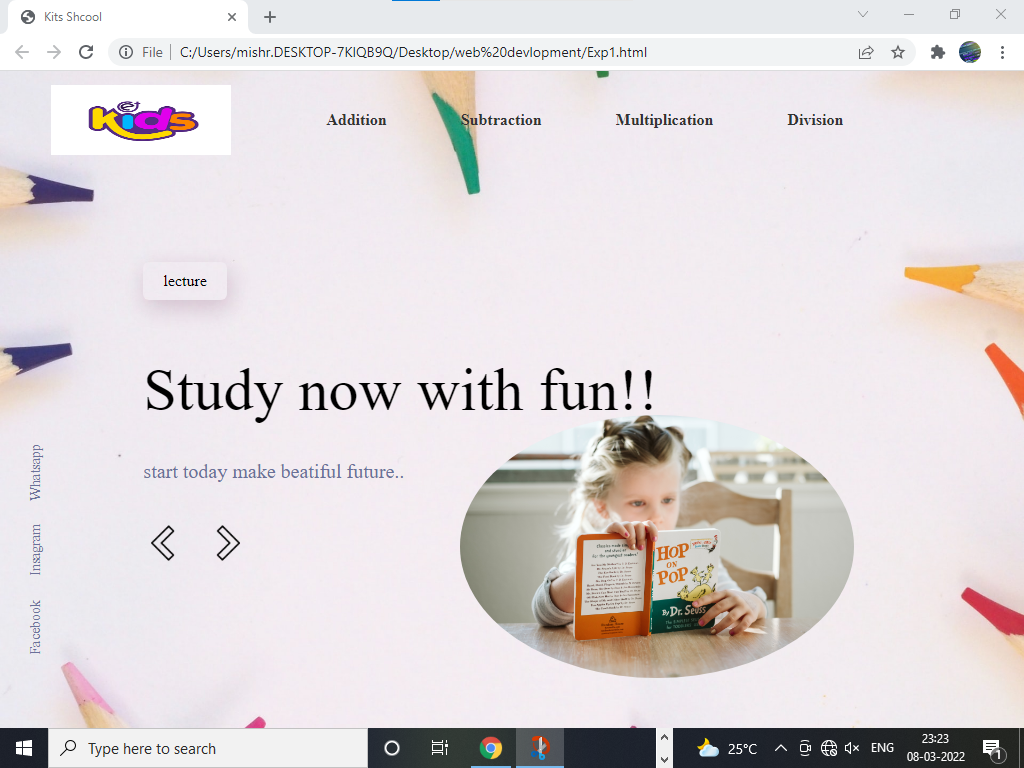 Kits Shcool
File
C:/Users/mishr.DESKTOP-7KIQB9Q/Desktop/web%20devlopment/Exp1.html
Kids
Addition Subtraction Multiplication Division
lecture
Study now with fun!!
start today make beatiful future..
Whatsapp
Insagram
Facebook
HOP
ON
POP
By Dr. Seuss
Type here to search
25°C
ENG
23:23
08-03-2022
1